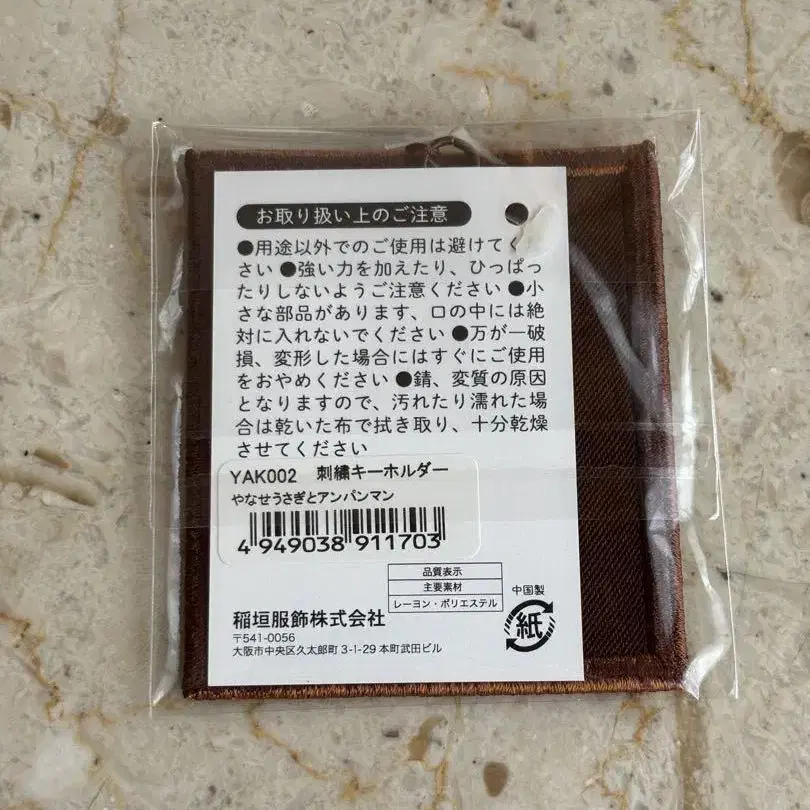 お取り扱い上のご注意
●用途以外でのご使用は避けてく
さい ●強い力を加えたり、ひっぱっ
たりしないようご注意ください ●小
さな部品があります、口の中には絶
対に入れないでください ●万が一破
損、変形した場合にはすぐにご使用
をおやめください ●錆、変質の原因
となりますので、汚れたり濡れた場
合は乾いた布で拭き取り、十分乾燥
させてください
YAK002 刺繍キーホルダー
やなせうさぎとアンパンマン
4 949038 911703
品質表示
主要素材
レーヨン・ポリエステル
中国製
紙
稲垣服飾株式会社
〒541-0056
大阪市中央区久太郎町 3-1-29 本町武田ビル